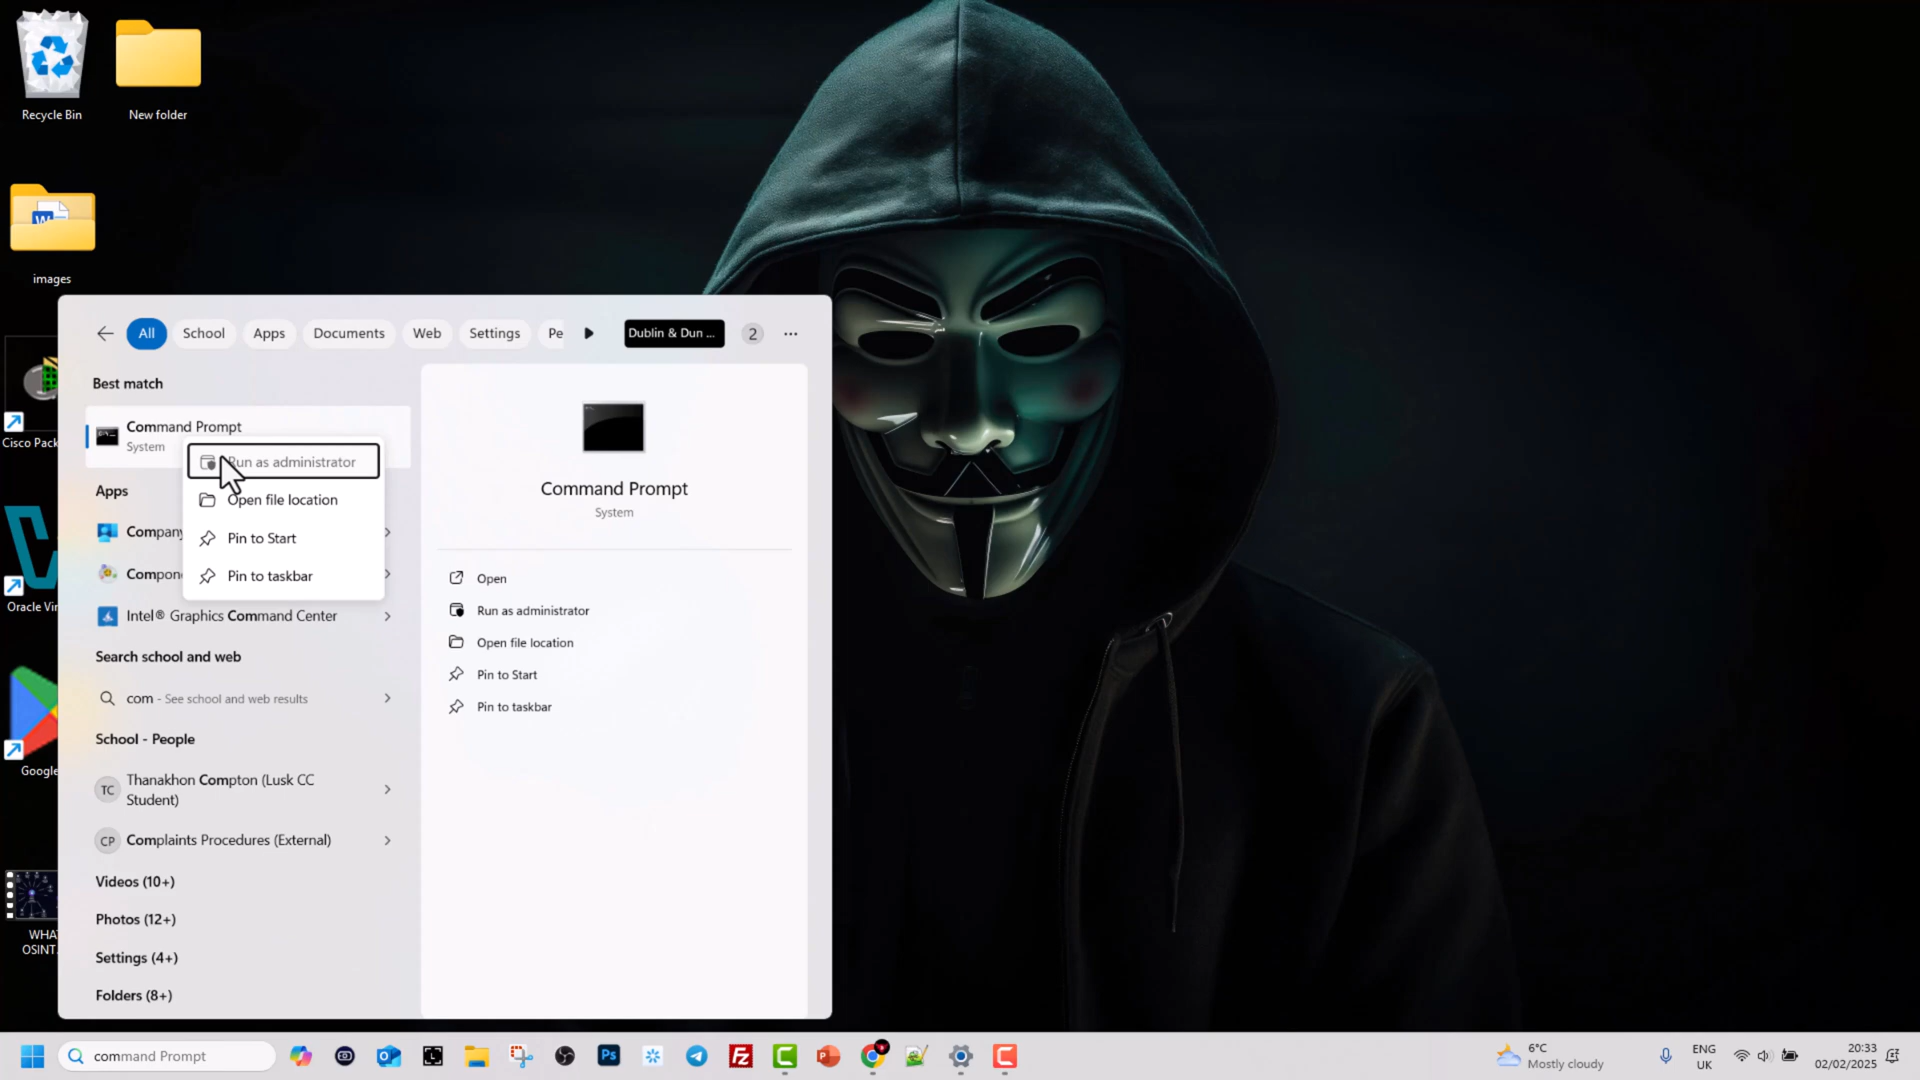 Recycle Bin
New folder
images
Cisco Pack
Oracle Vir
Google
WHA
OSINT
All
School
Apps
Documents
Web
Settings
Pe
Dublin & Dun ...
2
Best match
Command Prompt
System
Run as administrator
Open file location
Pin to Start
Pin to taskbar
Apps
Company
Compon
Intel® Graphics Command Center
Search school and web
com - See school and web results
School - People
TC
Thanakhon Compton (Lusk CC
Student)
CP
Complaints Procedures (External)
Videos (10+)
Photos (12+)
Settings (4+)
Folders (8+)
Command Prompt
System
Open
Run as administrator
Open file location
Pin to Start
Pin to taskbar
command Prompt
6°C
Mostly cloudy
ENG
UK
20:33
02/02/2025